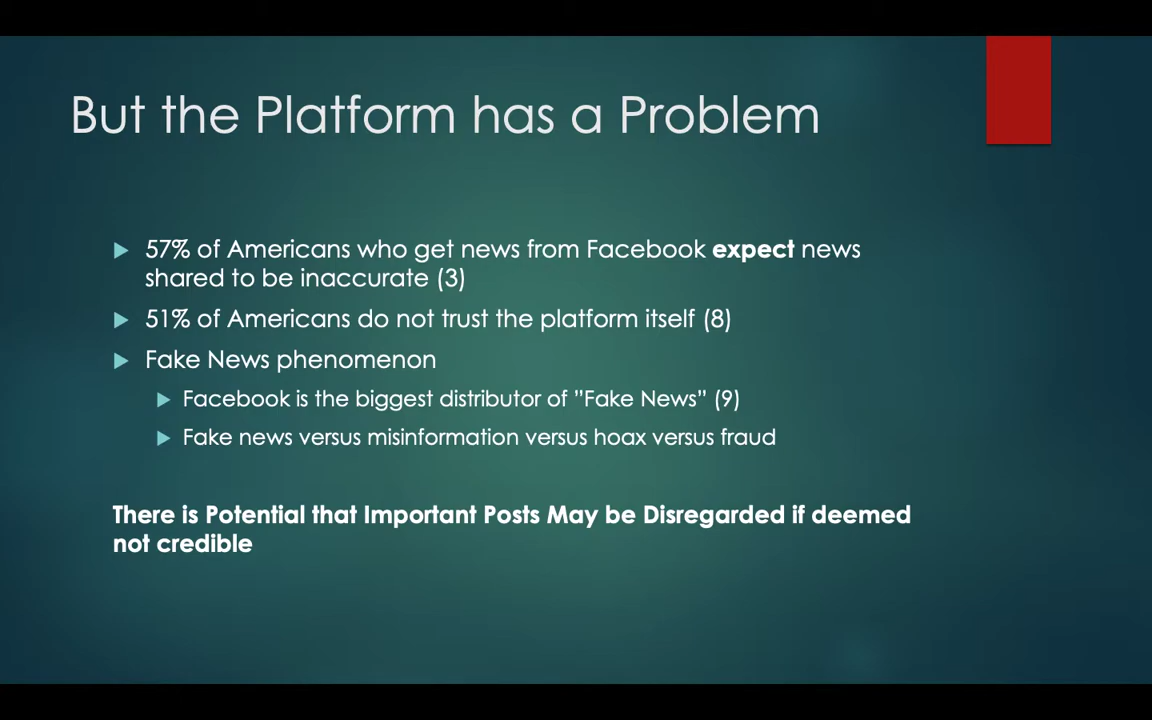 But the Platform has a Problem
57% of Americans who get news from Facebook expect news
shared to be inaccurate (3)
51% of Americans do not trust the platform itself (8)
Fake News phenomenon
Facebook is the biggest distributor of ”Fake News” (9)
Fake news versus misinformation versus hoax versus fraud
There is Potential that Important Posts May be Disregarded if deemed
not credible